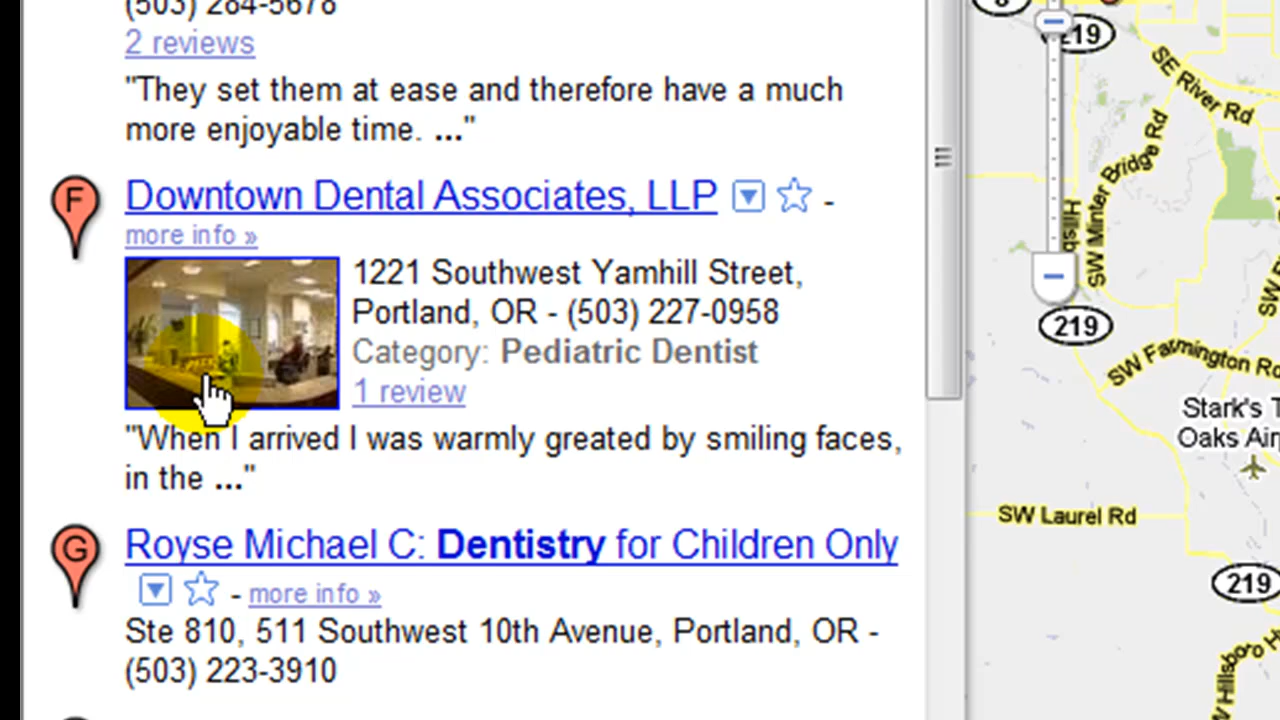 (503) 284-5678
2 reviews
"They set them at ease and therefore have a much
more enjoyable time. ..."
F
Downtown Dental Associates, LLP -
more info »
1221 Southwest Yamhill Street,
Portland, OR - (503) 227-0958
Category: Pediatric Dentist
1 review
"When I arrived I was warmly greated by smiling faces,
in the ..."
G
Royse Michael C: Dentistry for Children Only
- more info »
Ste 810, 511 Southwest 10th Avenue, Portland, OR -
(503) 223-3910
219
SE River Rd
SW Minter Bridge Rd
219
SW Farmington Rd
Stark's
Oaks
SW Laurel Rd
219